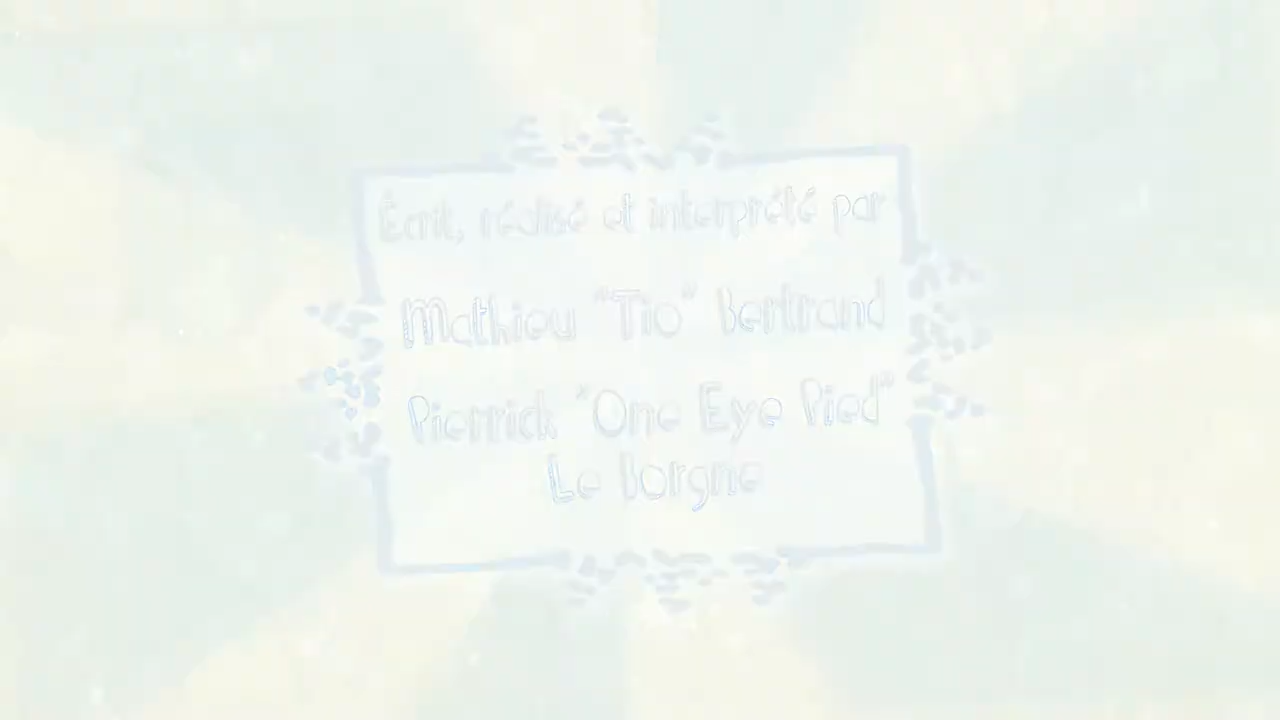 Écrit, réalisé et interprété par
Mathieu "Tio" Bertrand
Pierrick "One Eye Pied"
Le Borgne